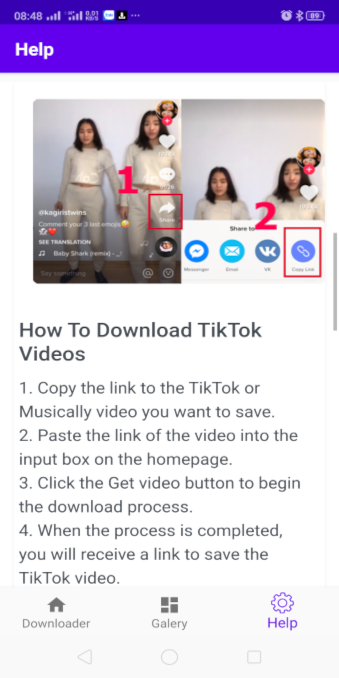 08:48
89
Help
1
Share
@kagiristwins
Comment your 3 last emojis
SEE TRANSLATION
Baby Shark (remix) -
Say something
2
Share to
Messenger
Email
VK
Copy Link
How To Download TikTok
Videos
1. Copy the link to the TikTok or
Musically video you want to save.
2. Paste the link of the video into the
input box on the homepage.
3. Click the Get video button to begin
the download process.
4. When the process is completed,
you will receive a link to save the
TikTok video.
Downloader
Galery
Help